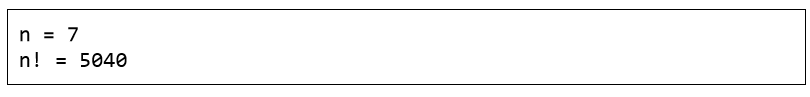 n = 7
n! = 5040